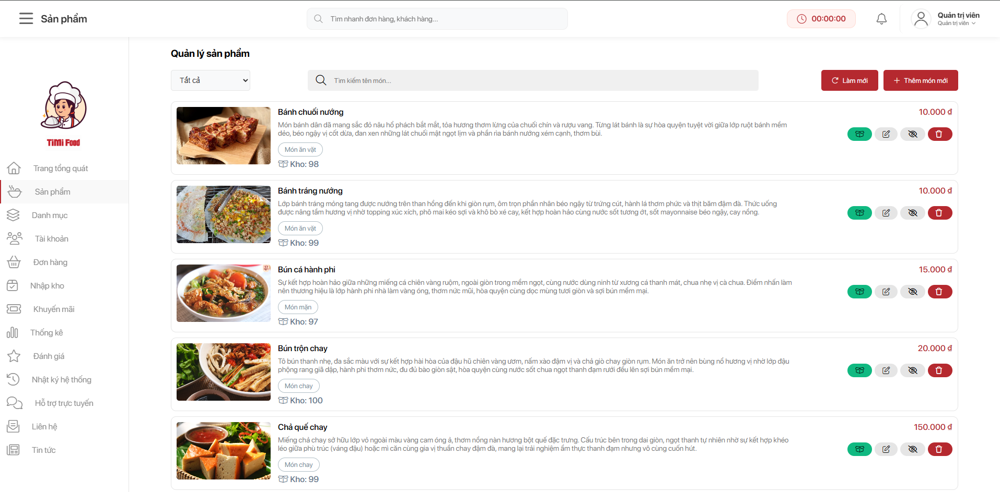 Sản phẩm
Tìm nhanh đơn hàng, khách hàng...
00:00:00
Quản trị viên
Quản trị viên
TiMi Food
Trang tổng quát
Sản phẩm
Danh mục
Tài khoản
Đơn hàng
Nhập kho
Khuyến mãi
Thống kê
Đánh giá
Nhật ký hệ thống
Hỗ trợ trực tuyến
Liên hệ
Tin tức
Quản lý sản phẩm
Tất cả
Tìm kiếm tên món...
Làm mới
Thêm món mới
Bánh chuối nướng
10.000 ₫
Món bánh dân dã mang sắc đỏ nâu hổ phách bắt mắt, tỏa hương thơm lừng của chuối chín và rượu vang. Từng lát bánh là sự hòa quyện tuyệt vời giữa lớp ruột bánh mềm
dẻo, béo ngậy vị cốt dừa, đan xen những lát chuối mật ngọt lịm và phần rìa bánh nướng xém cạnh, thơm bùi.
Món ăn vặt
Kho: 98
Bánh tráng nướng
10.000 ₫
Lớp bánh tráng mỏng tang được nướng trên than hồng đến khi giòn rụm, ôm trọn phần nhân béo ngậy từ trứng cút, hành lá thơm phức và thịt băm đậm đà. Thức uống
được nâng tầm hương vị nhờ topping xúc xích, phô mai kéo sợi và khô bò xé cay, kết hợp hoàn hảo cùng nước sốt tương ớt, sốt mayonnaise béo ngậy, cay nồng.
Món ăn vặt
Kho: 99
Bún cá hành phi
15.000 ₫
Sự kết hợp hoàn hảo giữa những miếng cá chiên vàng ruộm, ngoài giòn trong mềm ngọt, cùng nước dùng ninh từ xương cá thanh mát, chua nhẹ vị cà chua. Điểm nhấn làm
nên thương hiệu là lớp hành phi nhà làm vàng óng, thơm nức mũi, hòa quyện cùng dọc mùng tươi giòn và sợi bún mềm mại.
Món mặn
Kho: 97
Bún trộn chay
20.000 ₫
Tô bún thanh nhẹ, đa sắc màu với sự kết hợp hài hòa của đậu hũ chiên vàng ươm, nấm xào đậm vị và chả giò chay giòn rụm. Món ăn trở nên bùng nổ hương vị nhờ lớp đậu
phộng rang giã dập, hành phi thơm nức, đu đủ bào giòn sật, hòa quyện cùng nước sốt chua ngọt thanh đạm rưới đều lên sợi bún mềm mại.
Món chay
Kho: 100
Chả quế chay
150.000 ₫
Miếng chả chay sở hữu lớp vỏ ngoài màu vàng cam óng ả, thơm nồng nàn hương bột quế đặc trưng. Cấu trúc bên trong dai giòn, ngọt thanh tự nhiên nhờ sự kết hợp khéo
léo giữa phù trúc (váng đậu) hoặc mì căn cùng gia vị thuần chay đậm đà, mang lại trải nghiệm ẩm thực thanh đạm nhưng vô cùng cuốn hút.
Món chay
Kho: 99